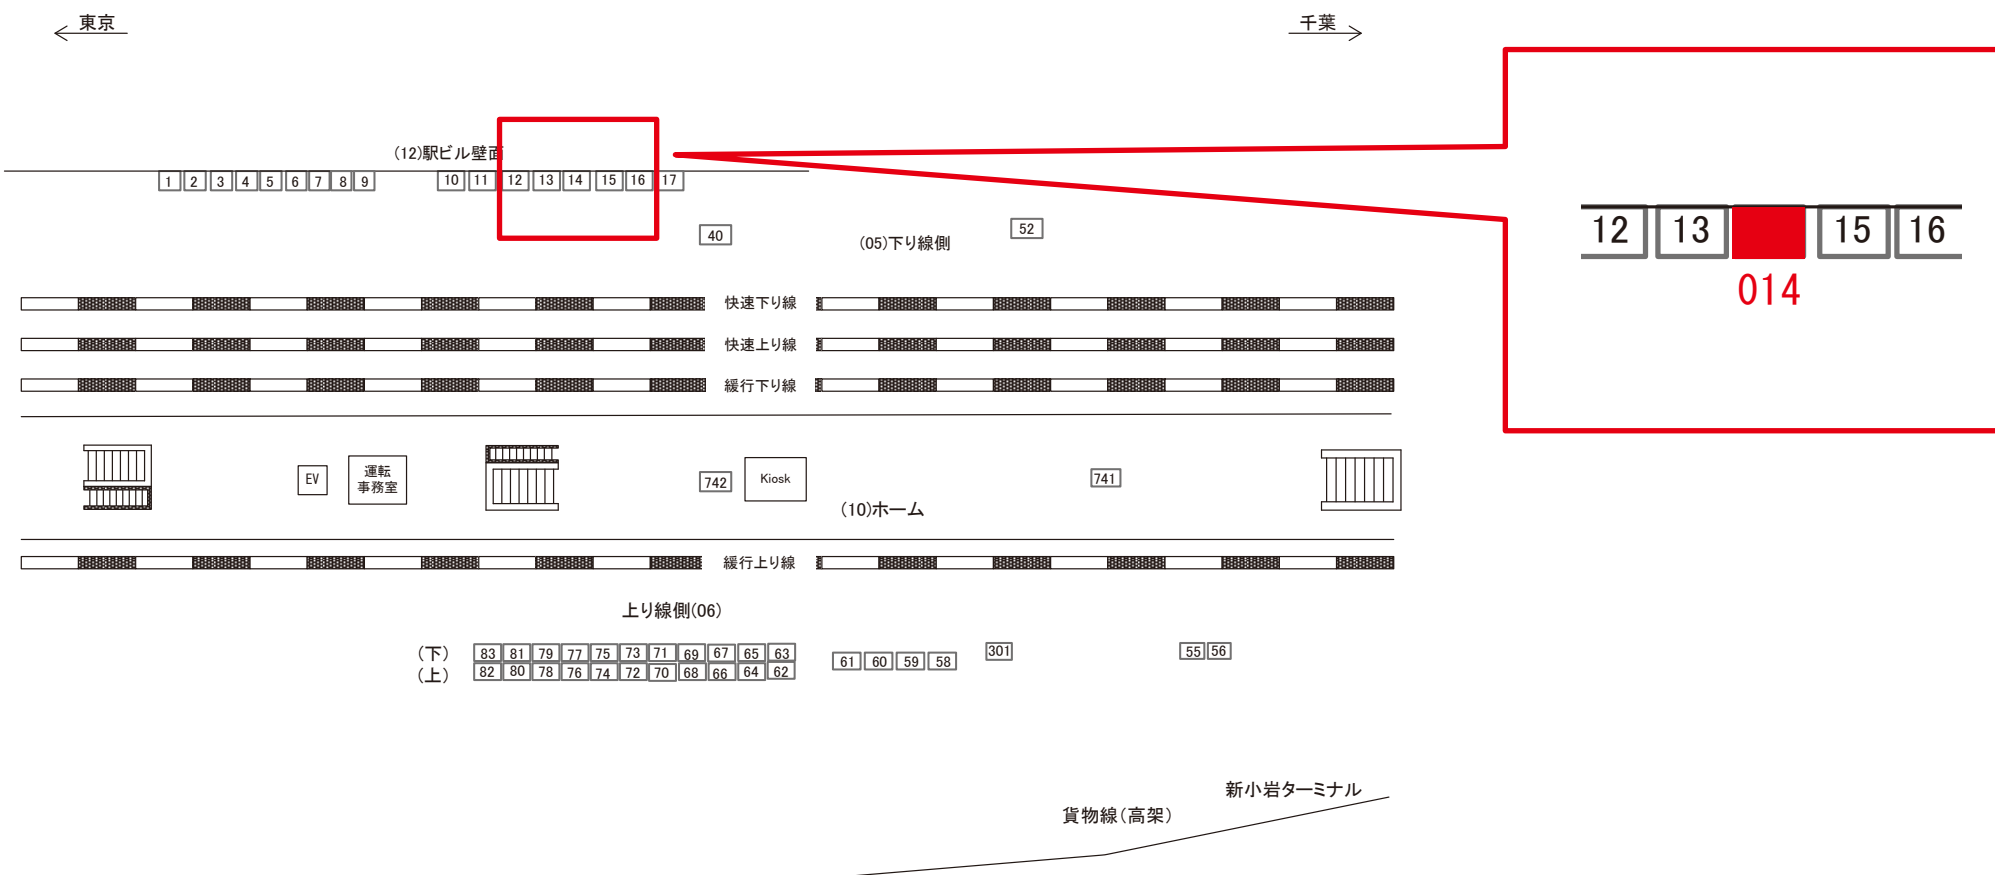 東京
千葉
(12)駅ビル壁面
1 2 3 4 5 6 7 8 9 10 11 12 13 14 15 16 17
12 13 15 16
014
40
(05)下り線側
52
快速下り線
快速上り線
緩行下り線
EV
運転
事務室
742
Kiosk
741
(10)ホーム
緩行上り線
上り線側(06)
(下) 83 81 79 77 75 73 71 69 67 65 63
(上) 82 80 78 76 74 72 70 68 66 64 62
61 60 59 58
301
55 56
新小岩ターミナル
貨物線(高架)